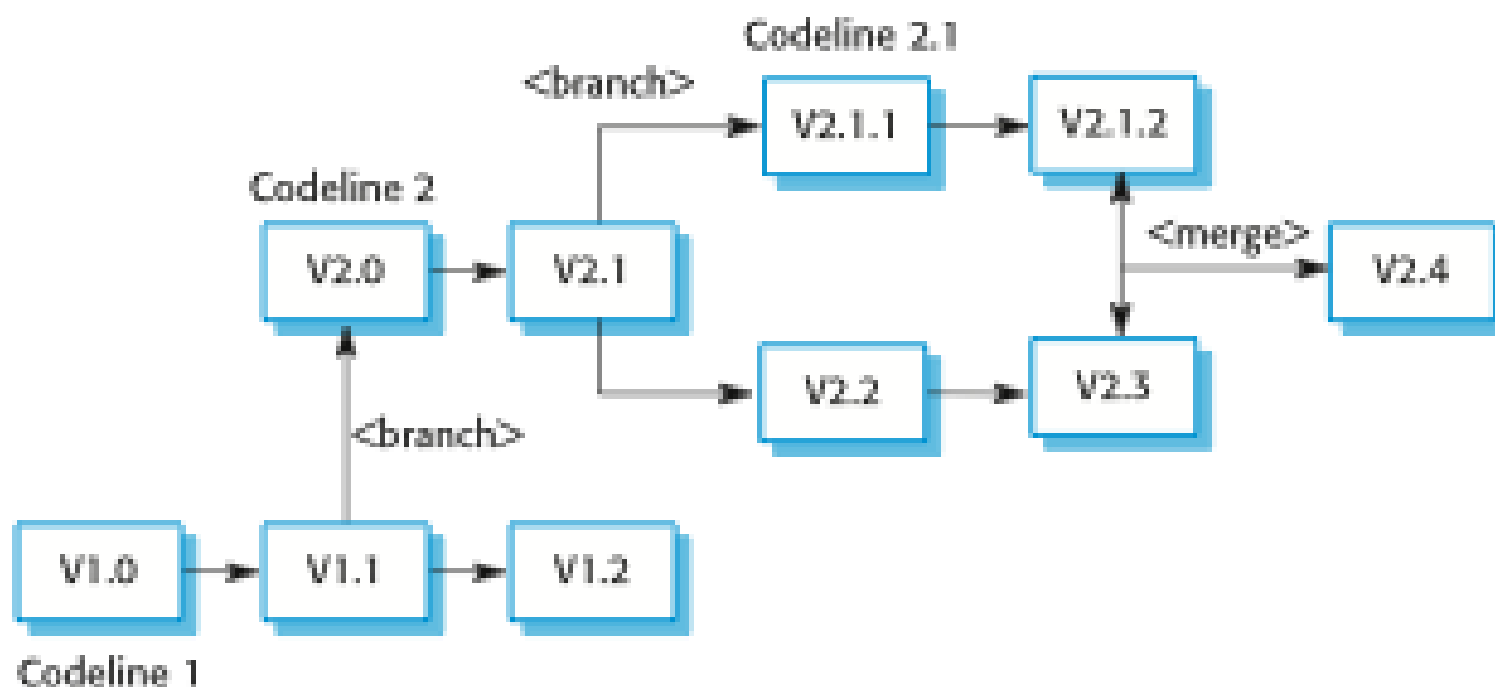 Codeline 2.1
<branch>
V2.1.1
V2.1.2
Codeline 2
V2.0
V2.1
<merge>
V2.4
V2.2
V2.3
<branch>
V1.0
V1.1
V1.2
Codeline 1